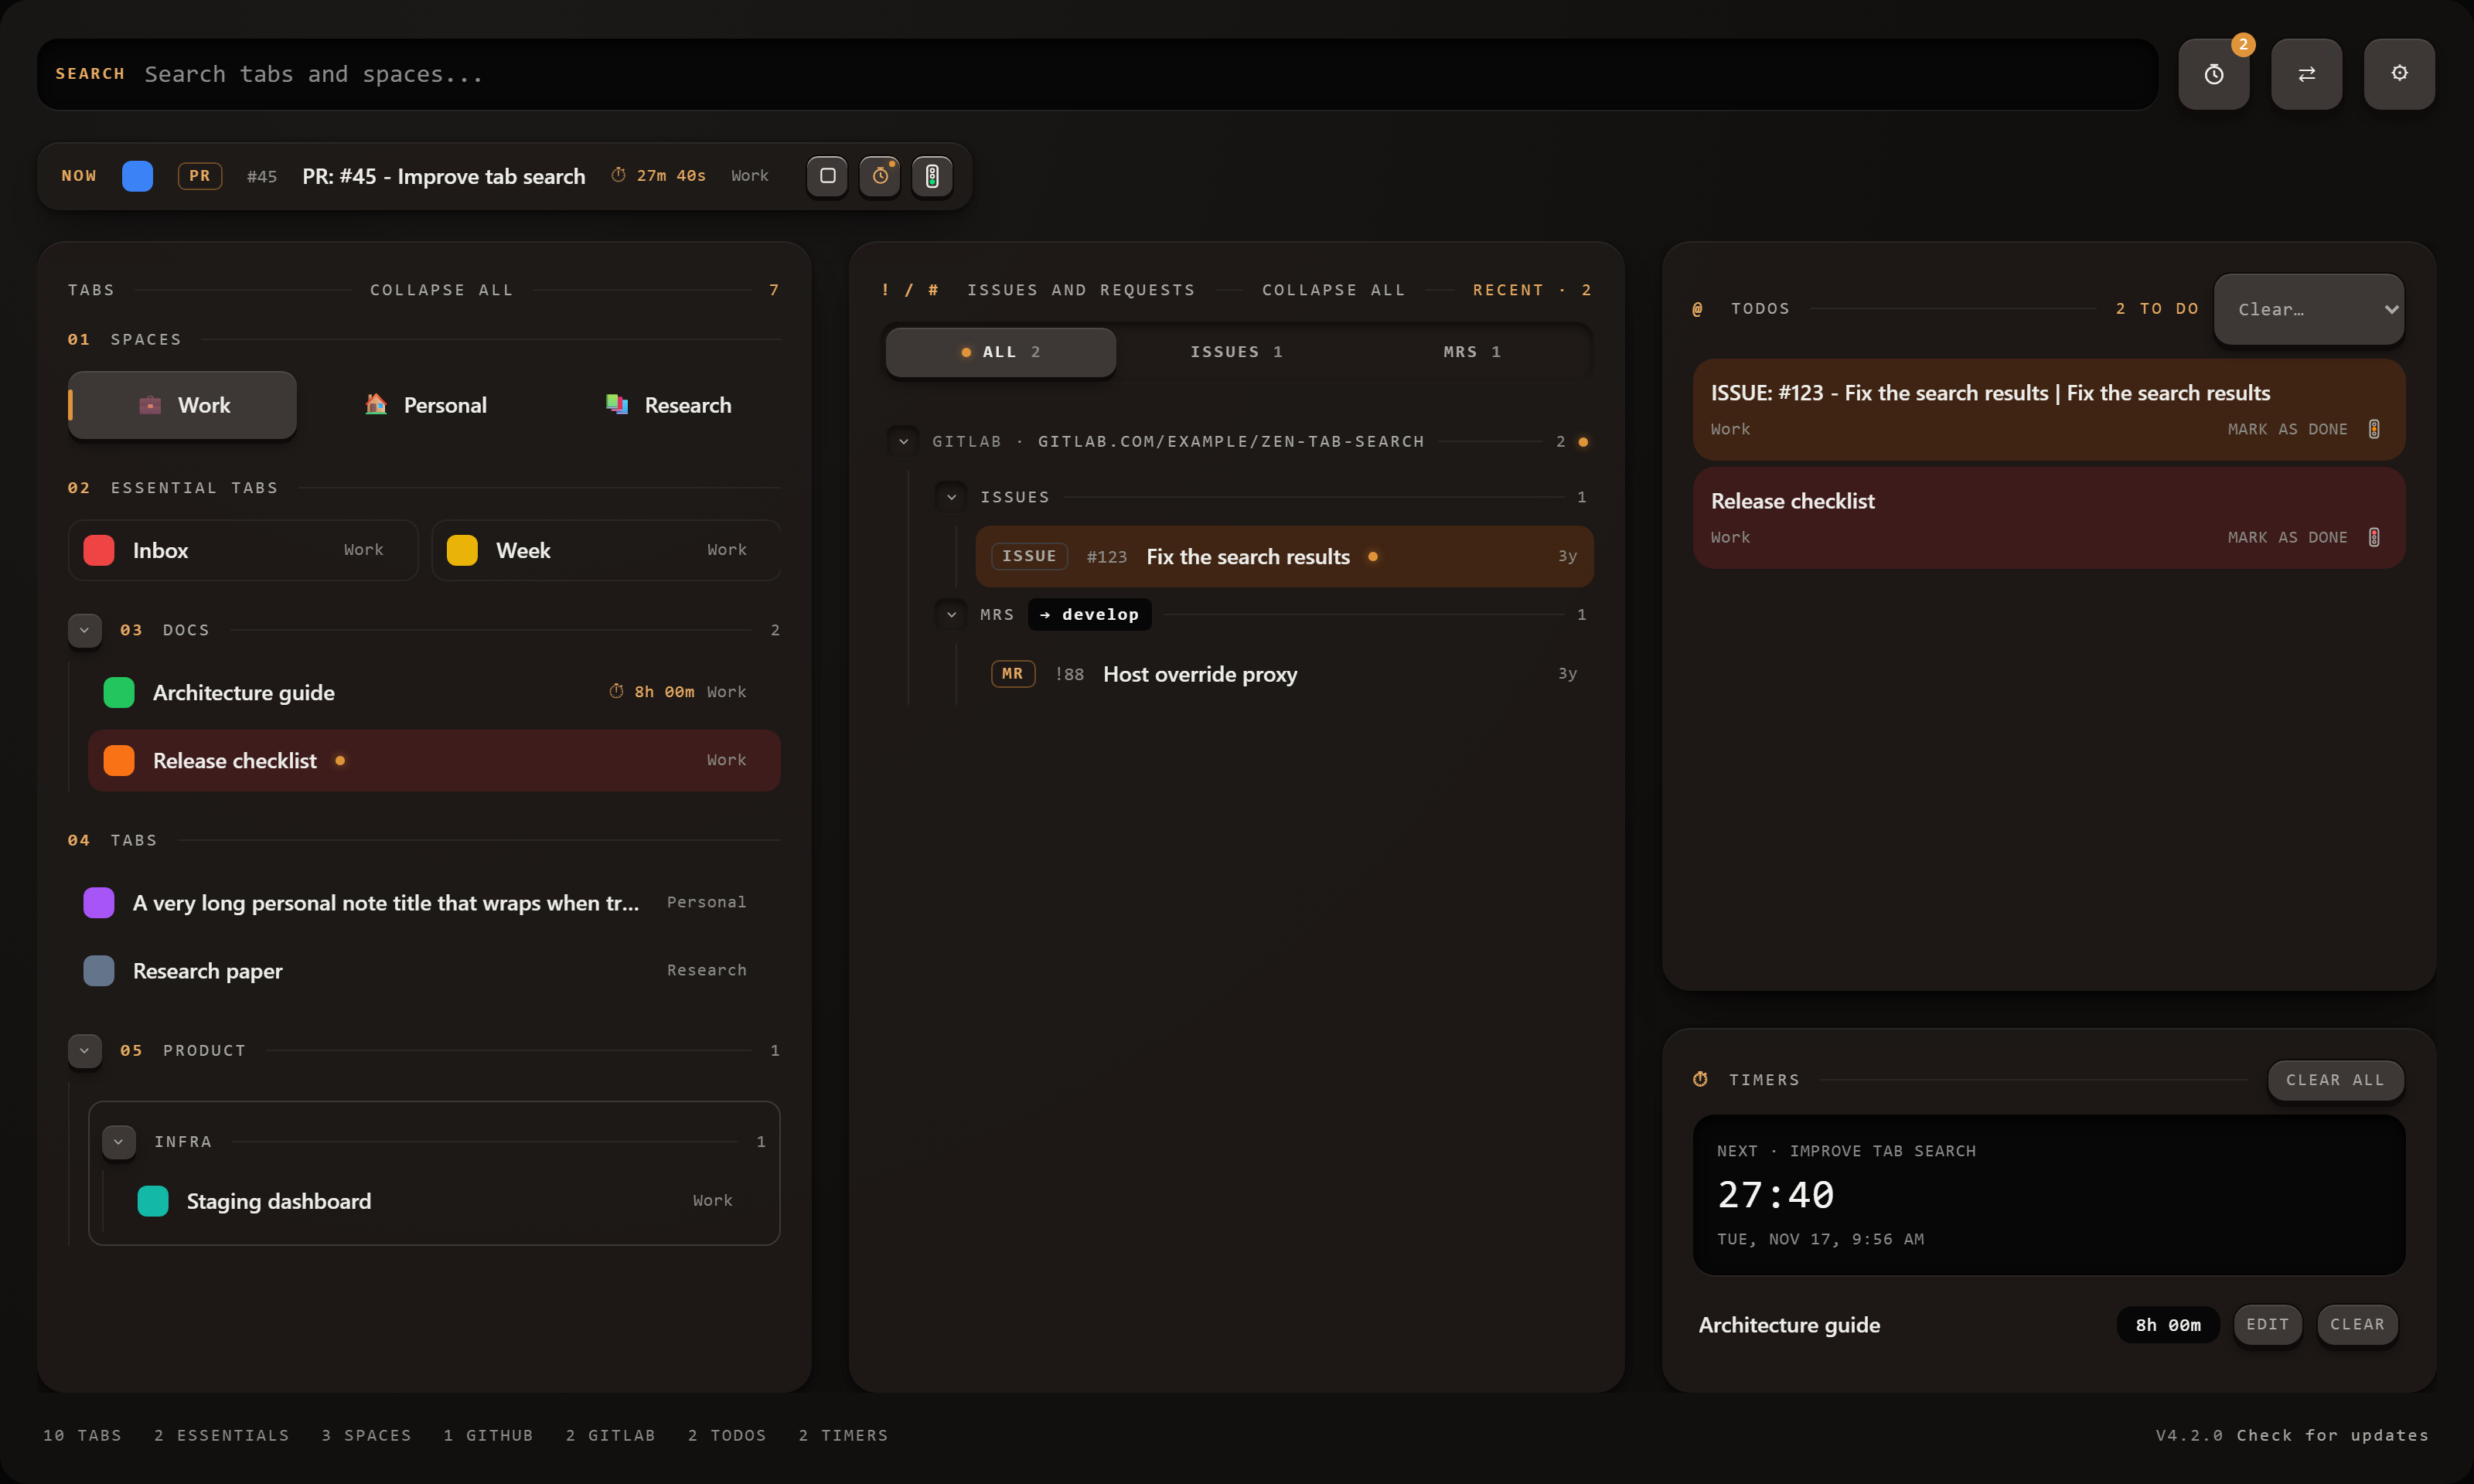 SEARCH Search tabs and spaces...
2
NOW PR #45 PR: #45 - Improve tab search ⏱ 27m 40s Work
TABS COLLAPSE ALL 7
01 SPACES
Work Personal Research
02 ESSENTIAL TABS
Inbox Work Week Work
03 DOCS 2
Architecture guide ⏱ 8h 00m Work
Release checklist Work
04 TABS
A very long personal note title that wraps when tr... Personal
Research paper Research
05 PRODUCT 1
INFRA 1
Staging dashboard Work
! / # ISSUES AND REQUESTS COLLAPSE ALL RECENT · 2
ALL 2 ISSUES 1 MRS 1
GITLAB · GITLAB.COM/EXAMPLE/ZEN-TAB-SEARCH 2
ISSUES 1
ISSUE #123 Fix the search results 3y
MRS → develop 1
MR !88 Host override proxy 3y
@ TODOS 2 TO DO Clear…
ISSUE: #123 - Fix the search results | Fix the search results
Work MARK AS DONE
Release checklist
Work MARK AS DONE
⏱ TIMERS CLEAR ALL
NEXT · IMPROVE TAB SEARCH
27:40
TUE, NOV 17, 9:56 AM
Architecture guide 8h 00m EDIT CLEAR
10 TABS 2 ESSENTIALS 3 SPACES 1 GITHUB 2 GITLAB 2 TODOS 2 TIMERS
V4.2.0 Check for updates